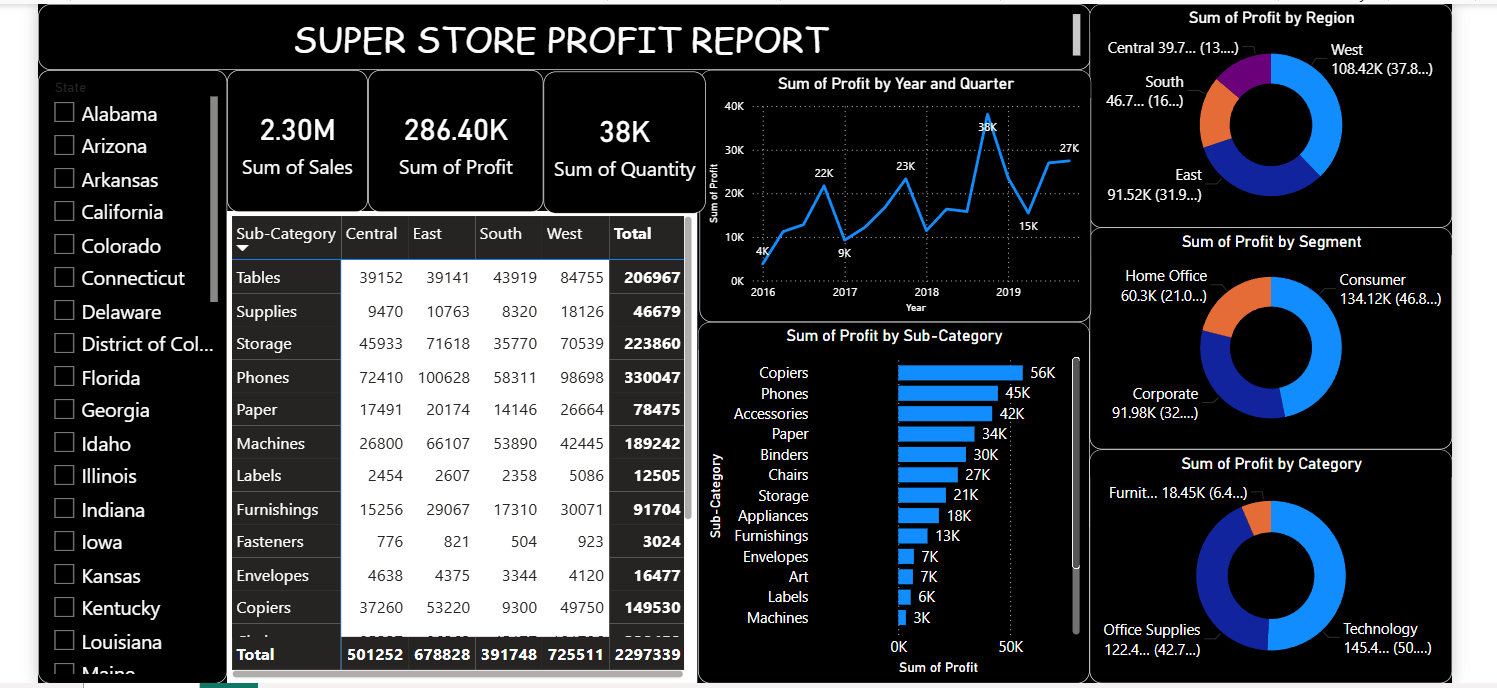 SUPER STORE PROFIT REPORT
State
Alabama
Arizona
Arkansas
California
Colorado
Connecticut
Delaware
District of Col...
Florida
Georgia
Idaho
Illinois
Indiana
Iowa
Kansas
Kentucky
Louisiana
Maine
2.30M
Sum of Sales
286.40K
Sum of Profit
38K
Sum of Quantity
Sub-Category Central East South West Total
Tables 39152 39141 43919 84755 206967
Supplies 9470 10763 8320 18126 46679
Storage 45933 71618 35770 70539 223860
Phones 72410 100628 58311 98698 330047
Paper 17491 20174 14146 26664 78475
Machines 26800 66107 53890 42445 189242
Labels 2454 2607 2358 5086 12505
Furnishings 15256 29067 17310 30071 91704
Fasteners 776 821 504 923 3024
Envelopes 4638 4375 3344 4120 16477
Copiers 37260 53220 9300 49750 149530
Total 501252 678828 391748 725511 2297339
Sum of Profit by Year and Quarter
Sum of Profit
40K
30K
20K
10K
0K
4K
22K
9K
23K
38K
15K
27K
2016 2017 2018 2019
Year
Sum of Profit by Sub-Category
Sub-Category
Copiers 56K
Phones 45K
Accessories 42K
Paper 34K
Binders 30K
Chairs 27K
Storage 21K
Appliances 18K
Furnishings 13K
Envelopes 7K
Art 7K
Labels 6K
Machines 3K
0K 50K
Sum of Profit
Sum of Profit by Region
Central 39.7... (13....)
West
108.42K (37.8...)
South
46.7... (16...)
East
91.52K (31.9...)
Sum of Profit by Segment
Home Office
60.3K (21.0...)
Consumer
134.12K (46.8...)
Corporate
91.98K (32....)
Sum of Profit by Category
Furnit... 18.45K (6.4...)
Office Supplies
122.4... (42.7...)
Technology
145.4... (50....)